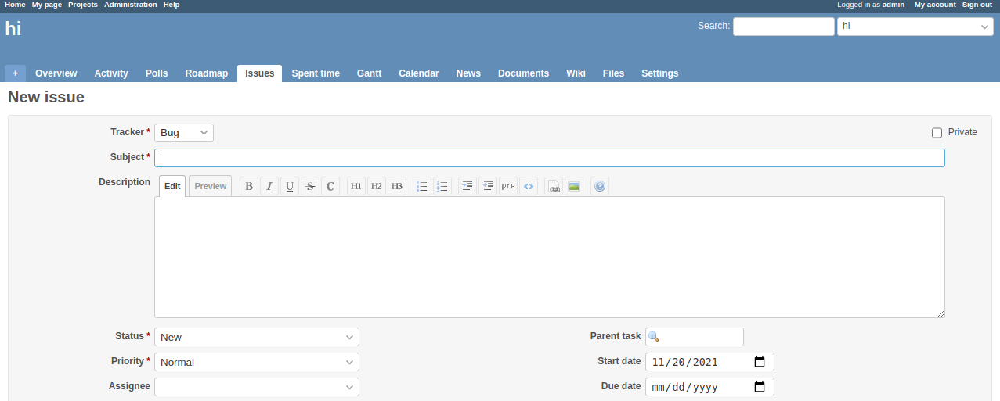 Home My page Projects Administration Help Logged in as admin My account Sign out
hi Search: hi
+ Overview Activity Polls Roadmap Issues Spent time Gantt Calendar News Documents Wiki Files Settings
New issue
Tracker * Bug Private
Subject *
Description Edit Preview B I U S C H1 H2 H3 pre
Status * New Parent task
Priority * Normal Start date 11/20/2021
Assignee Due date mm/dd/yyyy